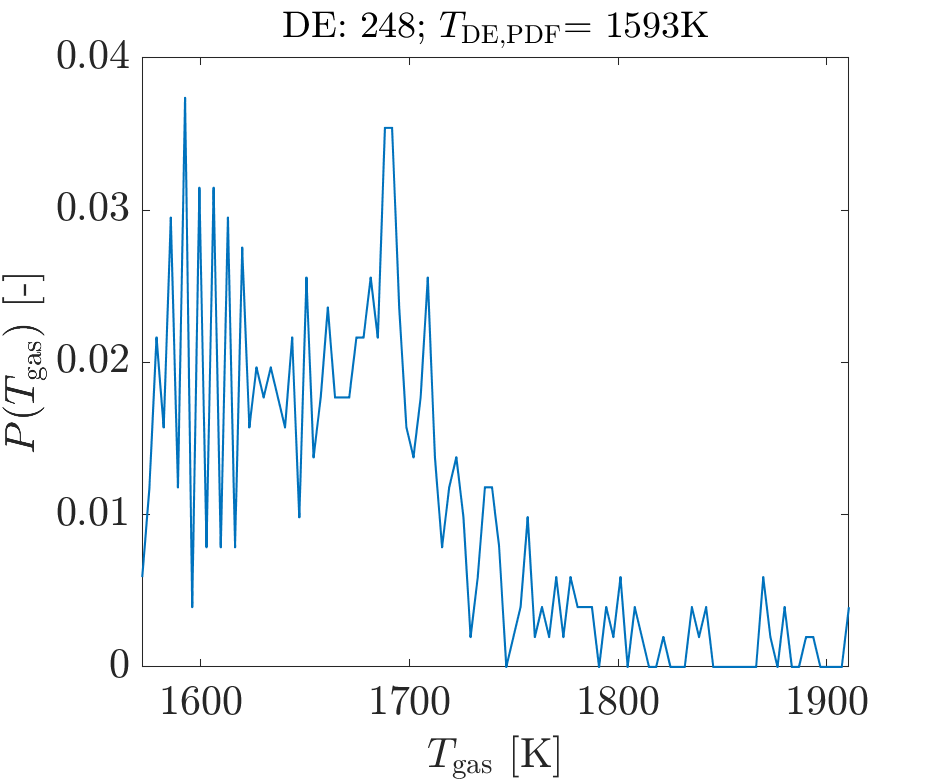 DE: 248; T_DE,PDF= 1593K
0.04
0.03
0.02
0.01
0
P(T_gas) [-]
1600 1700 1800 1900
T_gas [K]